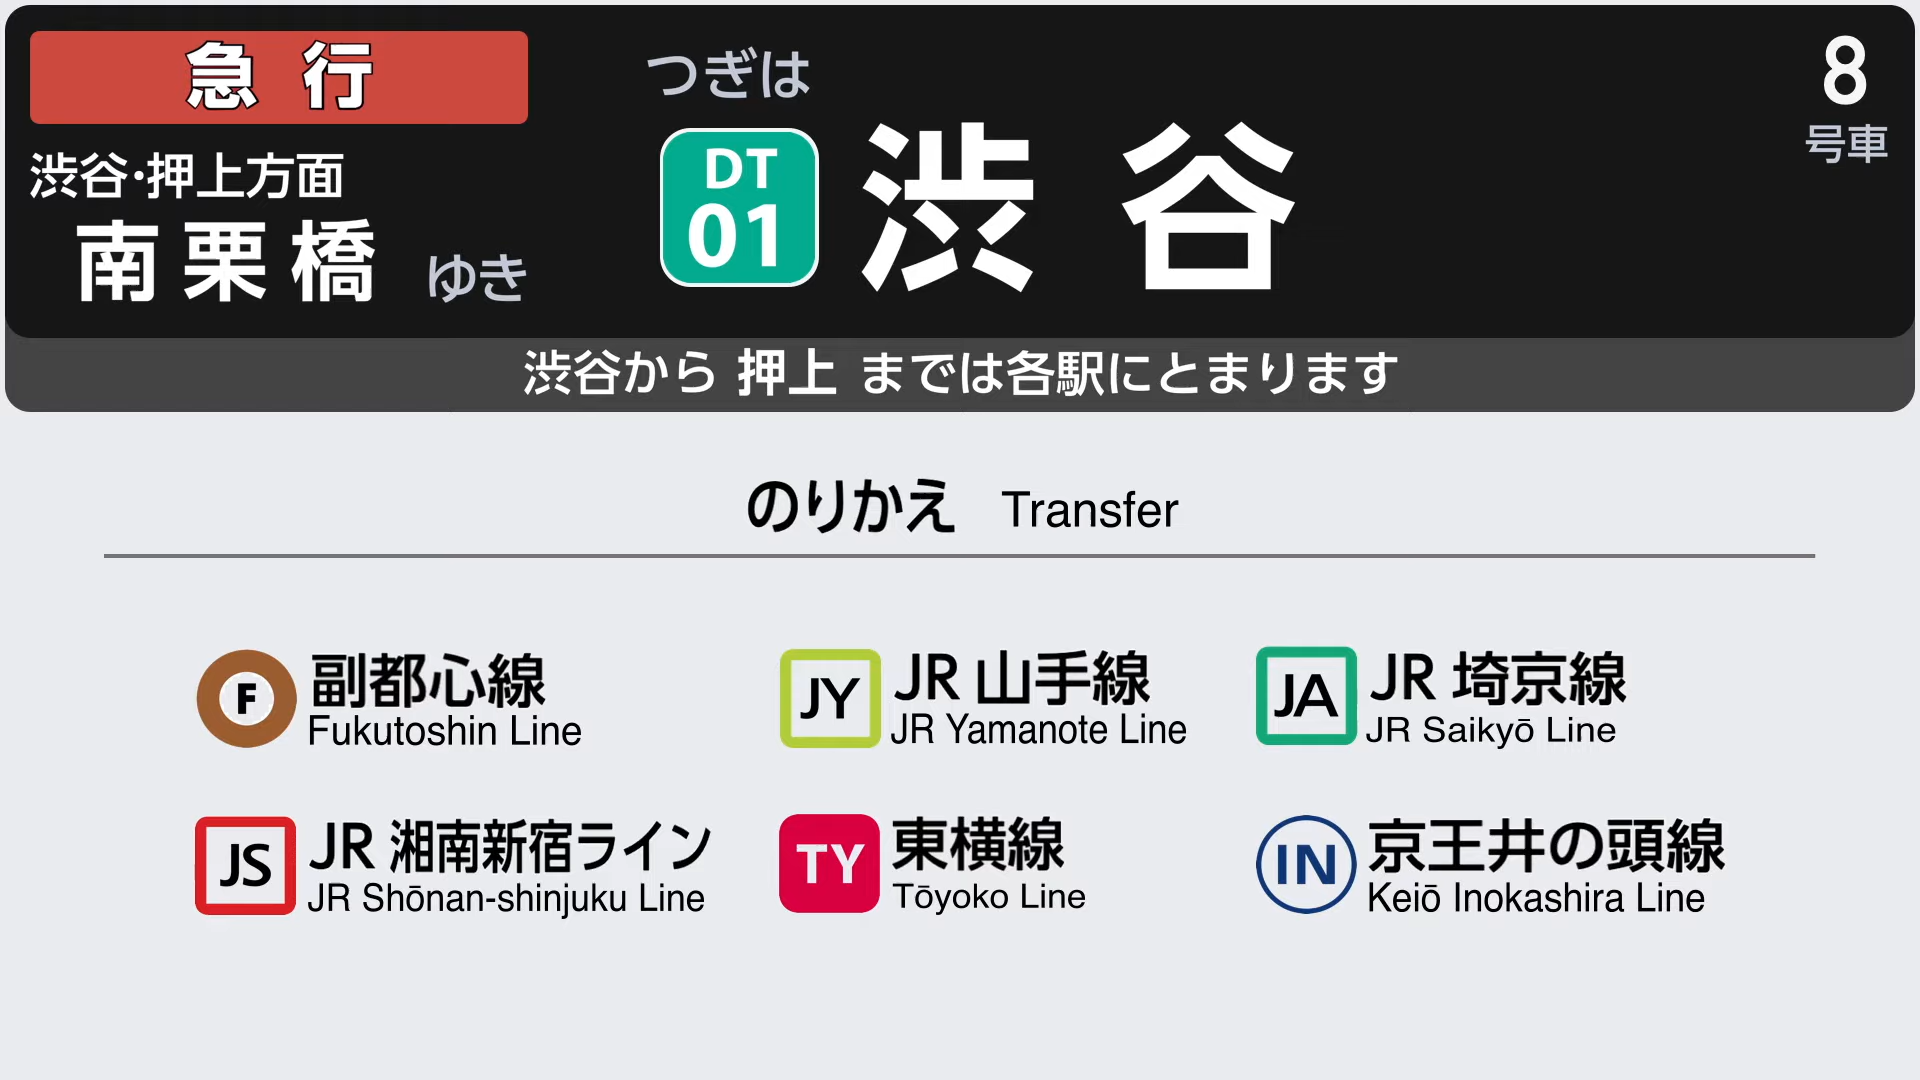 急行
渋谷・押上方面
南栗橋 ゆき
つぎは
DT
01
渋谷
8
号車
渋谷から 押上 までは各駅にとまります
のりかえ Transfer
F
副都心線
Fukutoshin Line
JY
JR 山手線
JR Yamanote Line
JA
JR 埼京線
JR Saikyō Line
JS
JR 湘南新宿ライン
JR Shōnan-shinjuku Line
TY
東横線
Tōyoko Line
IN
京王井の頭線
Keiō Inokashira Line